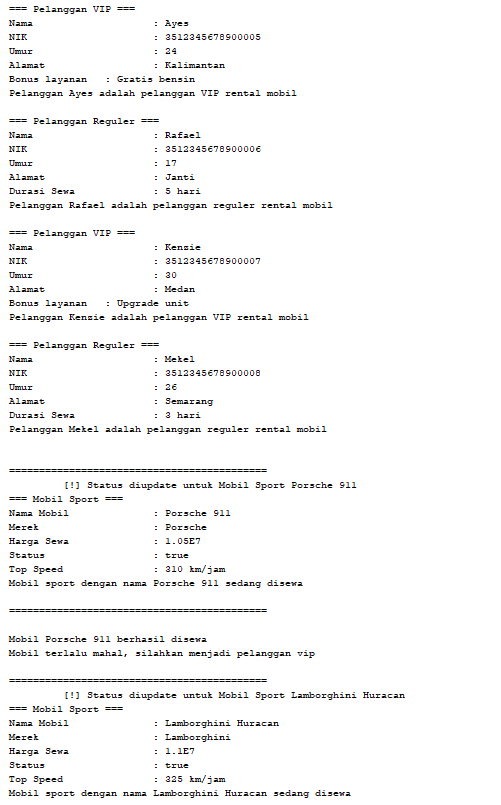 === Pelanggan VIP ===
Nama : Ayes
NIK : 3512345678900005
Umur : 24
Alamat : Kalimantan
Bonus layanan : Gratis bensin
Pelanggan Ayes adalah pelanggan VIP rental mobil
=== Pelanggan Reguler ===
Nama : Rafael
NIK : 3512345678900006
Umur : 17
Alamat : Janti
Durasi Sewa : 5 hari
Pelanggan Rafael adalah pelanggan reguler rental mobil
=== Pelanggan VIP ===
Nama : Kenzie
NIK : 3512345678900007
Umur : 30
Alamat : Medan
Bonus layanan : Upgrade unit
Pelanggan Kenzie adalah pelanggan VIP rental mobil
=== Pelanggan Reguler ===
Nama : Mekel
NIK : 3512345678900008
Umur : 26
Alamat : Semarang
Durasi Sewa : 3 hari
Pelanggan Mekel adalah pelanggan reguler rental mobil
===========================================
[!] Status diupdate untuk Mobil Sport Porsche 911
=== Mobil Sport ===
Nama Mobil : Porsche 911
Merek : Porsche
Harga Sewa : 1.05E7
Status : true
Top Speed : 310 km/jam
Mobil sport dengan nama Porsche 911 sedang disewa
===========================================
Mobil Porsche 911 berhasil disewa
Mobil terlalu mahal, silahkan menjadi pelanggan vip
===========================================
[!] Status diupdate untuk Mobil Sport Lamborghini Huracan
=== Mobil Sport ===
Nama Mobil : Lamborghini Huracan
Merek : Lamborghini
Harga Sewa : 1.1E7
Status : true
Top Speed : 325 km/jam
Mobil sport dengan nama Lamborghini Huracan sedang disewa